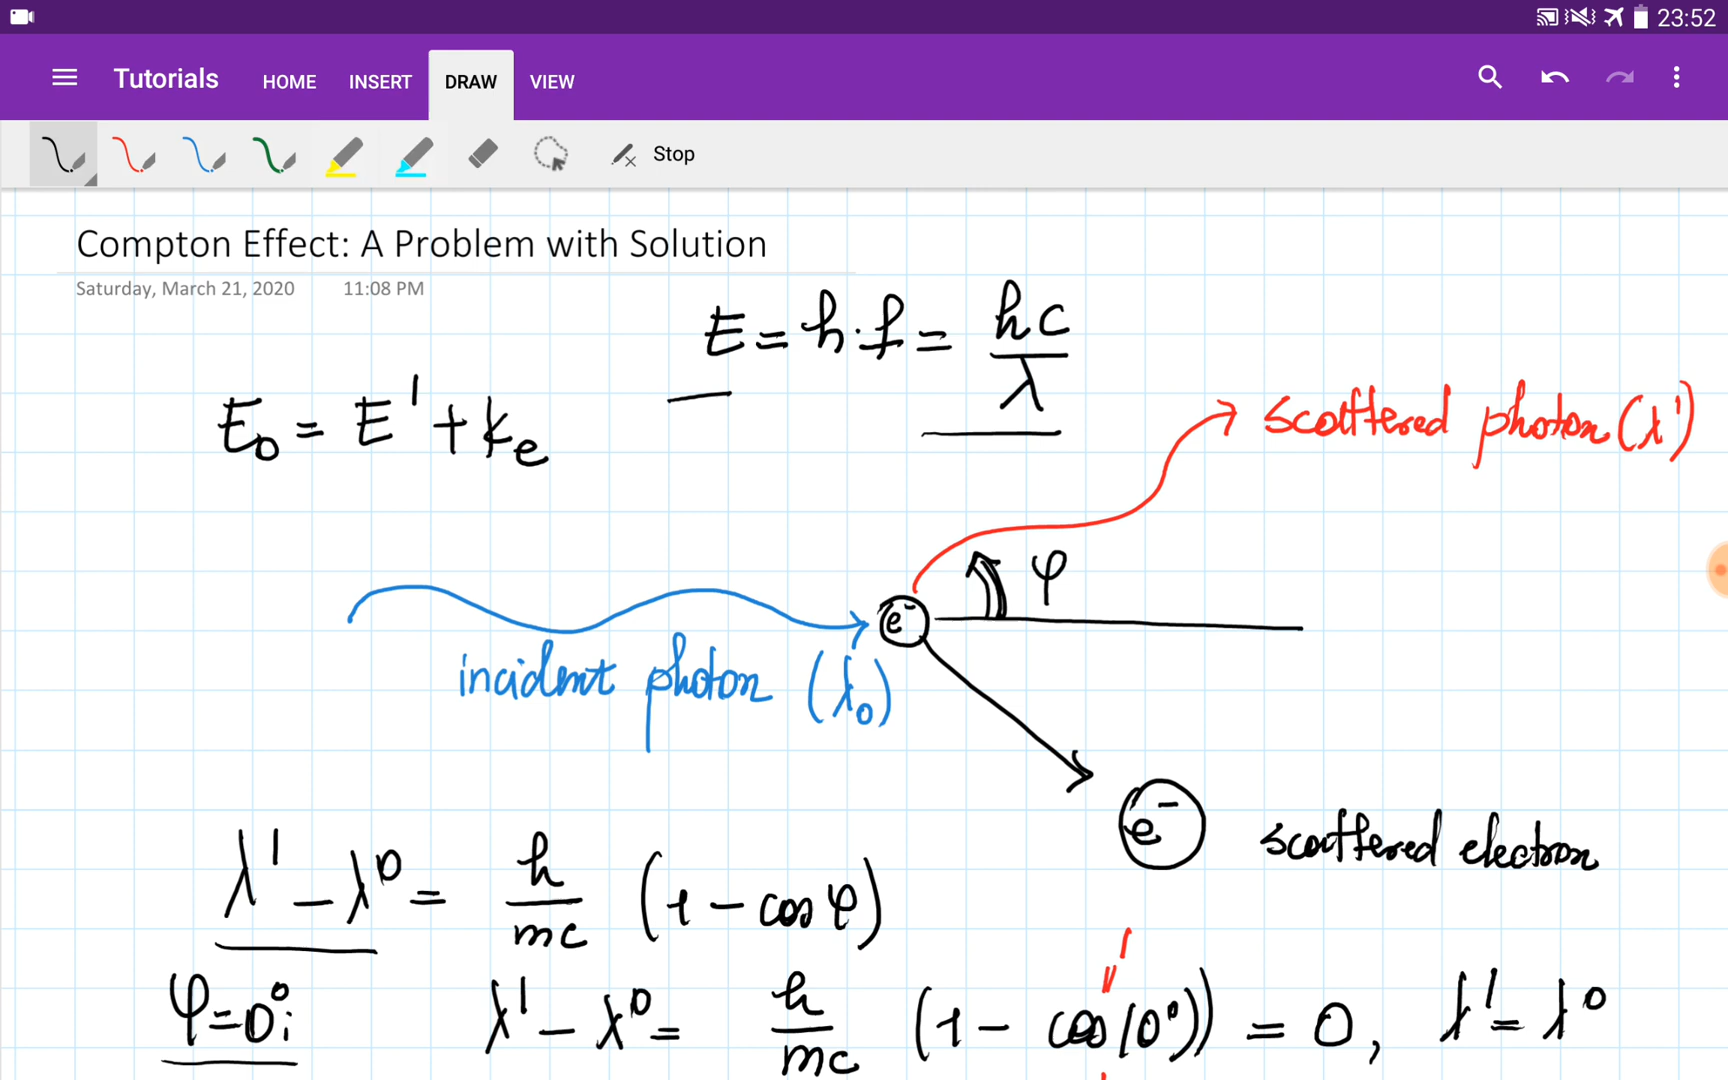 23:52
Tutorials HOME INSERT DRAW VIEW
Stop
Compton Effect: A Problem with Solution
Saturday, March 21, 2020 11:08 PM
E = h·f = hc/λ
E₀ = E' + Ke
scattered photon (λ')
φ
e⁻
incident photon (λ₀)
e⁻ scattered electron
λ' - λ⁰ = h/mc (1 - cos φ)
φ=0°; λ' - λ⁰ = h/mc (1 - cos(0°)) = 0, λ' = λ⁰